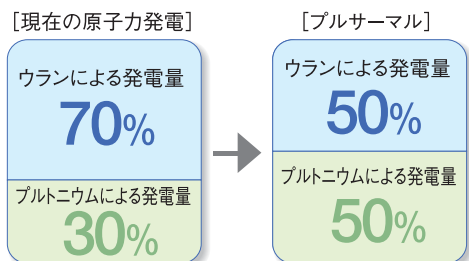 [現在の原子力発電]
ウランによる発電量
70%
プルトニウムによる発電量
30%
[プルサーマル]
ウランによる発電量
50%
プルトニウムによる発電量
50%